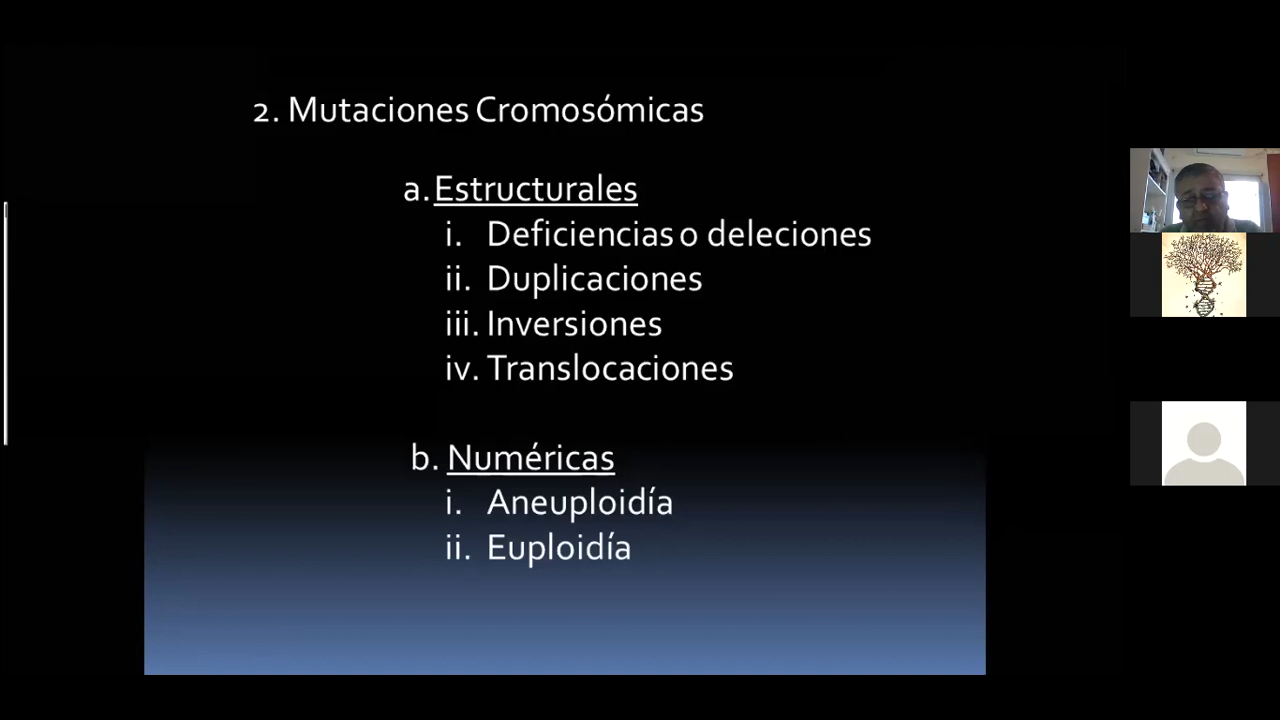 2. Mutaciones Cromosómicas
a. Estructurales
i. Deficiencias o deleciones
ii. Duplicaciones
iii. Inversiones
iv. Translocaciones
b. Numéricas
i. Aneuploidía
ii. Euploidía